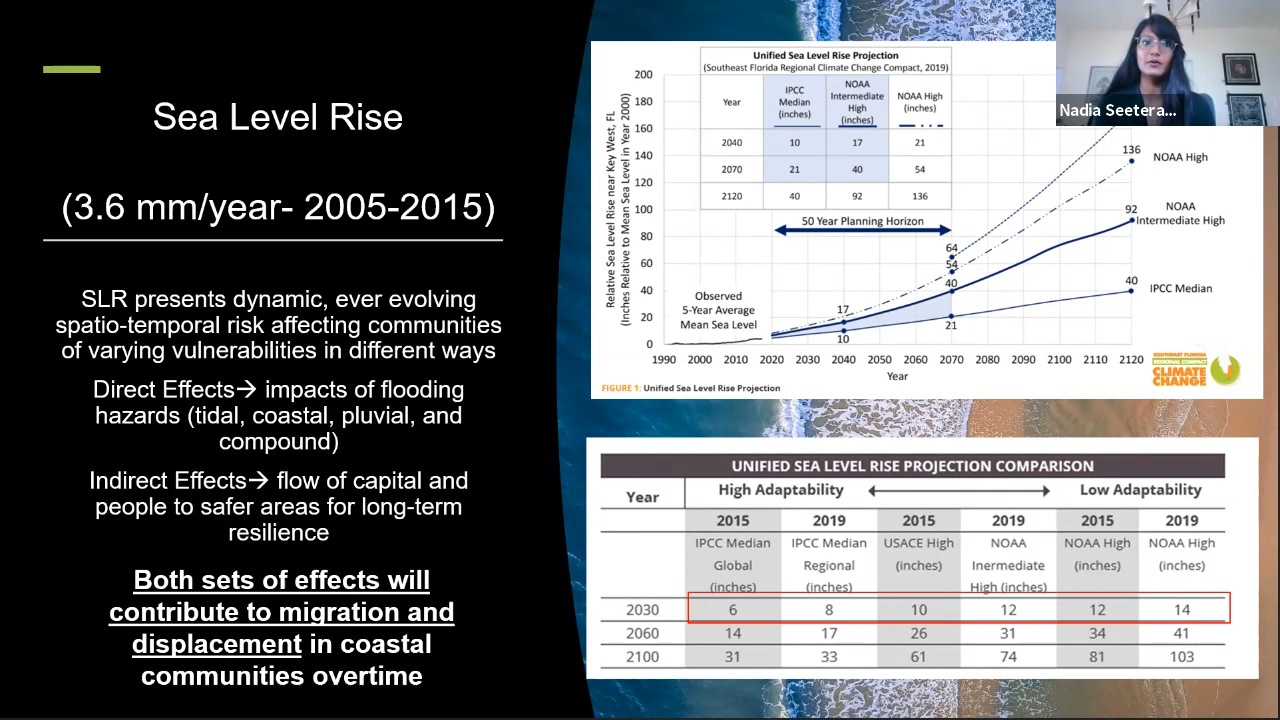 Sea Level Rise
(3.6 mm/year- 2005-2015)
SLR presents dynamic, ever evolving
spatio-temporal risk affecting communities
of varying vulnerabilities in different ways
Direct Effects→ impacts of flooding
hazards (tidal, coastal, pluvial, and
compound)
Indirect Effects→ flow of capital and
people to safer areas for long-term
resilience
Both sets of effects will
contribute to migration and
displacement in coastal
communities overtime
Unified Sea Level Rise Projection
(Southeast Florida Regional Climate Change Compact, 2019)
Year
IPCC
Median
(inches)
NOAA
Intermediate
High
(inches)
NOAA High
(inches)
2040 10 17 21
2070 21 40 54
2120 40 92 136
50 Year Planning Horizon
Relative Sea Level Rise near Key West, FL
(Inches Relative to Mean Sea Level in Year 2000)
200
180
160
140
120
100
80
60
40
20
0
Observed
5-Year Average
Mean Sea Level
17
10
64
54
40
21
136
NOAA High
92
NOAA
Intermediate High
40
IPCC Median
1990 2000 2010 2020 2030 2040 2050 2060 2070 2080 2090 2100 2110 2120
Year
FIGURE 1: Unified Sea Level Rise Projection
SOUTHEAST FLORIDA
REGIONAL COMPACT
CLIMATE
CHANGE
Nadia Seetera...
UNIFIED SEA LEVEL RISE PROJECTION COMPARISON
Year
High Adaptability
Low Adaptability
2015 2019 2015 2019 2015 2019
IPCC Median
Global
(inches)
IPCC Median
Regional
(inches)
USACE High
(inches)
NOAA
Inermediate
High (inches)
NOAA High
(inches)
NOAA High
(inches)
2030 6 8 10 12 12 14
2060 14 17 26 31 34 41
2100 31 33 61 74 81 103